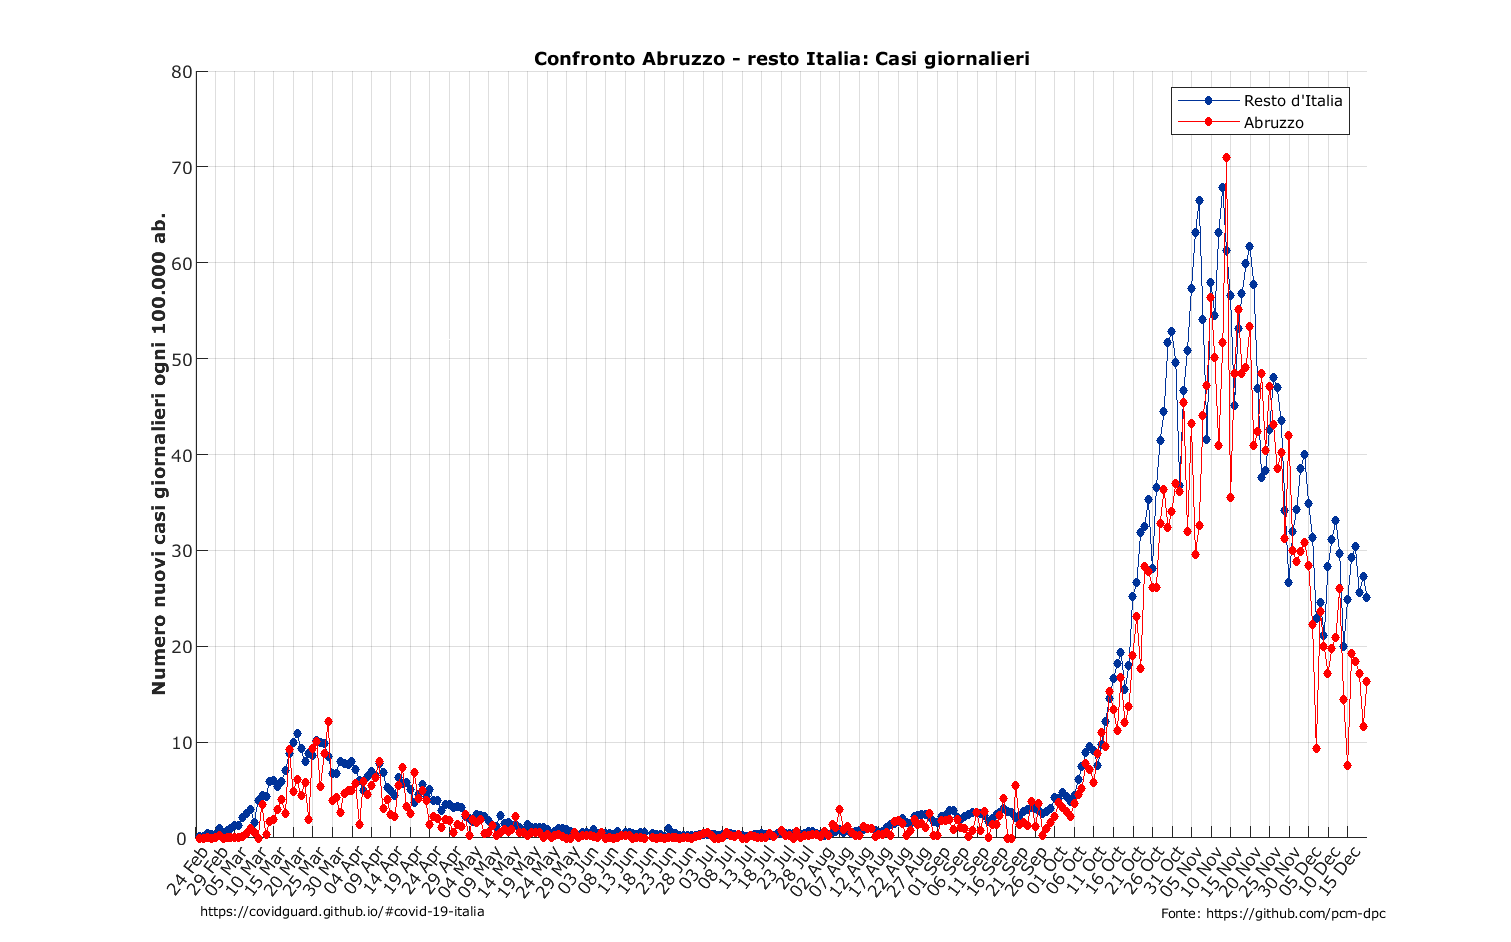 Confronto Abruzzo - resto Italia: Casi giornalieri
Resto d'Italia
Abruzzo
Numero nuovi casi giornalieri ogni 100.000 ab.
80
70
60
50
40
30
20
10
0
24 Feb
29 Feb
05 Mar
10 Mar
15 Mar
20 Mar
25 Mar
30 Mar
04 Apr
09 Apr
14 Apr
19 Apr
24 Apr
29 Apr
04 May
09 May
14 May
19 May
24 May
29 May
03 Jun
08 Jun
13 Jun
18 Jun
23 Jun
28 Jun
03 Jul
08 Jul
13 Jul
18 Jul
23 Jul
28 Jul
02 Aug
07 Aug
12 Aug
17 Aug
22 Aug
27 Aug
01 Sep
06 Sep
11 Sep
16 Sep
21 Sep
26 Sep
01 Oct
06 Oct
11 Oct
16 Oct
21 Oct
26 Oct
31 Oct
05 Nov
10 Nov
15 Nov
20 Nov
25 Nov
30 Nov
05 Dec
10 Dec
15 Dec
https://covidguard.github.io/#covid-19-italia
Fonte: https://github.com/pcm-dpc